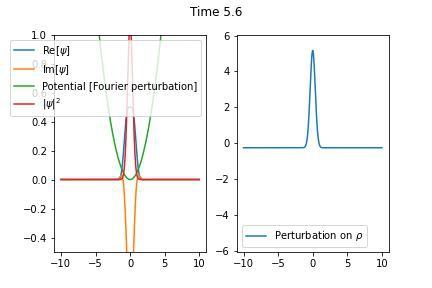 Time 5.6
1.0
0.8
0.6
0.4
0.2
0.0
−0.2
−0.4
Re[ψ]
Im[ψ]
Potential [Fourier perturbation]
|ψ|²
−10 −5 0 5 10
6
4
2
0
−2
−4
−6
Perturbation on ρ
−10 −5 0 5 10